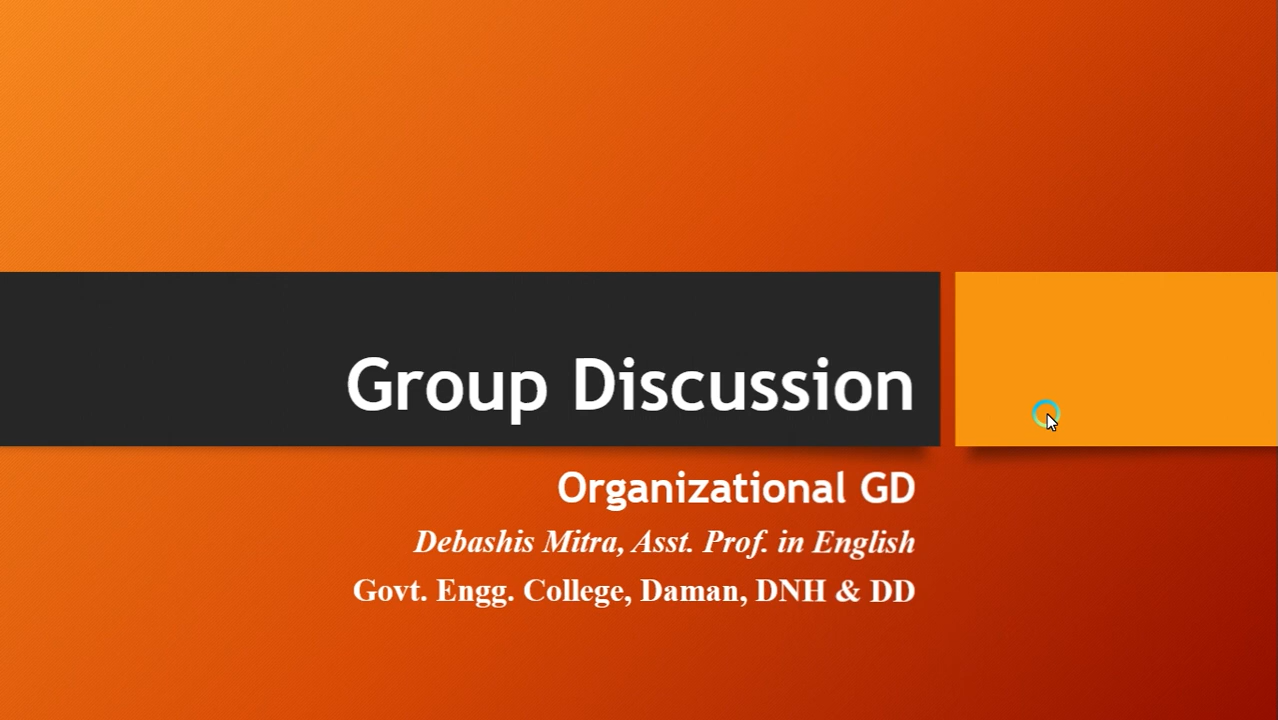 Group Discussion
Organizational GD
Debashis Mitra, Asst. Prof. in English
Govt. Engg. College, Daman, DNH & DD